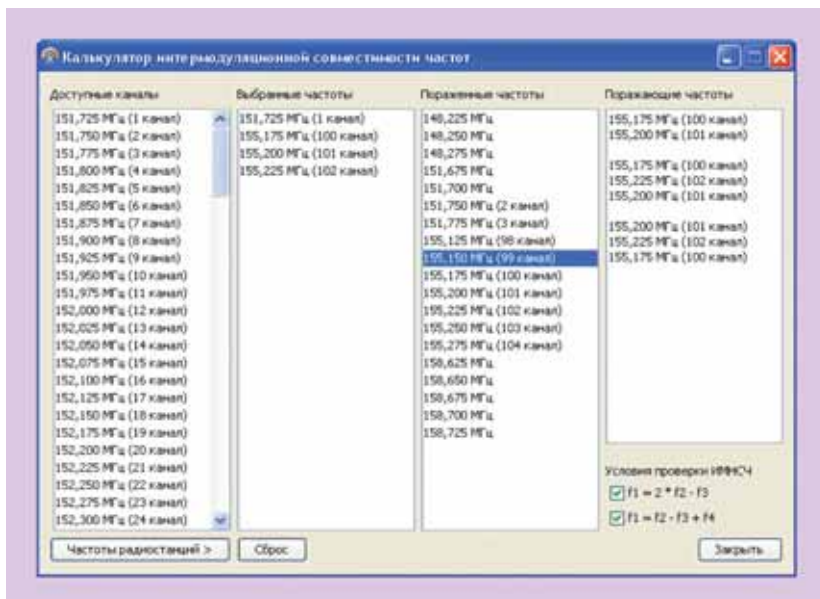 Калькулятор интермодуляционной совместимости частот
Доступные каналы
151,725 МГц (1 канал)
151,750 МГц (2 канал)
151,775 МГц (3 канал)
151,800 МГц (4 канал)
151,825 МГц (5 канал)
151,850 МГц (6 канал)
151,875 МГц (7 канал)
151,900 МГц (8 канал)
151,925 МГц (9 канал)
151,950 МГц (10 канал)
151,975 МГц (11 канал)
152,000 МГц (12 канал)
152,025 МГц (13 канал)
152,050 МГц (14 канал)
152,075 МГц (15 канал)
152,100 МГц (16 канал)
152,125 МГц (17 канал)
152,150 МГц (18 канал)
152,175 МГц (19 канал)
152,200 МГц (20 канал)
152,225 МГц (21 канал)
152,250 МГц (22 канал)
152,275 МГц (23 канал)
152,300 МГц (24 канал)
Частоты радиостанций >
Выбранные частоты
151,725 МГц (1 канал)
155,175 МГц (100 канал)
155,200 МГц (101 канал)
155,225 МГц (102 канал)
Сброс
Пораженные частоты
148,225 МГц
148,250 МГц
148,275 МГц
151,675 МГц
151,700 МГц
151,750 МГц (2 канал)
151,775 МГц (3 канал)
155,125 МГц (98 канал)
155,150 МГц (99 канал)
155,175 МГц (100 канал)
155,200 МГц (101 канал)
155,225 МГц (102 канал)
155,250 МГц (103 канал)
155,275 МГц (104 канал)
158,625 МГц
158,650 МГц
158,675 МГц
158,700 МГц
158,725 МГц
Поражающие частоты
155,175 МГц (100 канал)
155,200 МГц (101 канал)
155,175 МГц (100 канал)
155,225 МГц (102 канал)
155,200 МГц (101 канал)
155,200 МГц (101 канал)
155,225 МГц (102 канал)
155,175 МГц (100 канал)
Условия проверки ИМНСЧ
f1 = 2 * f2 - f3
f1 = f2 - f3 + f4
Закрыть